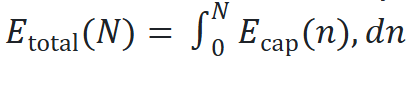 E_total(N) = ∫_0^N E_cap(n), dn